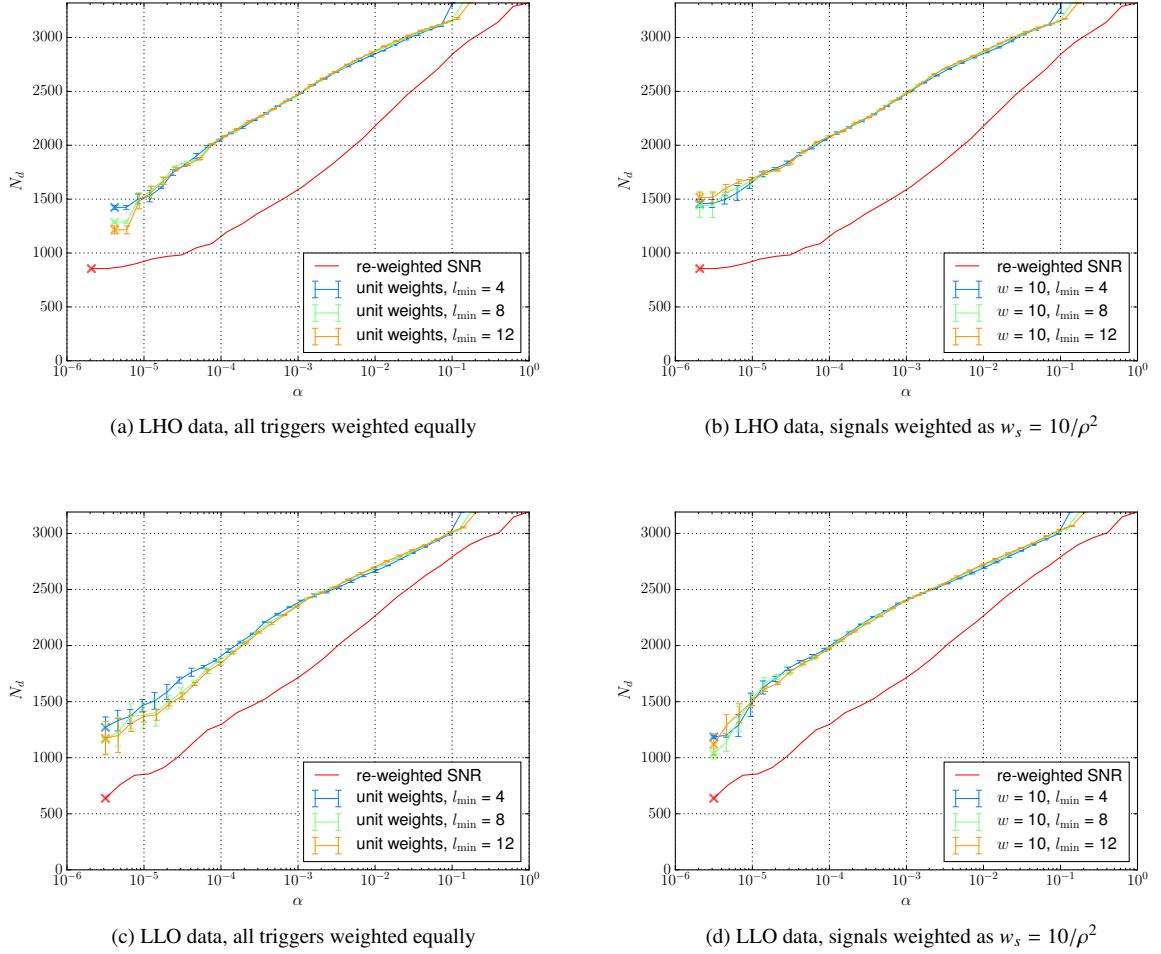 3000
2500
2000
1500
1000
500
0
N_d
10^{-6} 10^{-5} 10^{-4} 10^{-3} 10^{-2} 10^{-1} 10^0
α
re-weighted SNR
unit weights, l_min = 4
unit weights, l_min = 8
unit weights, l_min = 12
(a) LHO data, all triggers weighted equally
3000
2500
2000
1500
1000
500
0
N_d
10^{-6} 10^{-5} 10^{-4} 10^{-3} 10^{-2} 10^{-1} 10^0
α
re-weighted SNR
w = 10, l_min = 4
w = 10, l_min = 8
w = 10, l_min = 12
(b) LHO data, signals weighted as w_s = 10/ρ^2
3000
2500
2000
1500
1000
500
0
N_d
10^{-6} 10^{-5} 10^{-4} 10^{-3} 10^{-2} 10^{-1} 10^0
α
re-weighted SNR
unit weights, l_min = 4
unit weights, l_min = 8
unit weights, l_min = 12
(c) LLO data, all triggers weighted equally
3000
2500
2000
1500
1000
500
0
N_d
10^{-6} 10^{-5} 10^{-4} 10^{-3} 10^{-2} 10^{-1} 10^0
α
re-weighted SNR
w = 10, l_min = 4
w = 10, l_min = 8
w = 10, l_min = 12
(d) LLO data, signals weighted as w_s = 10/ρ^2